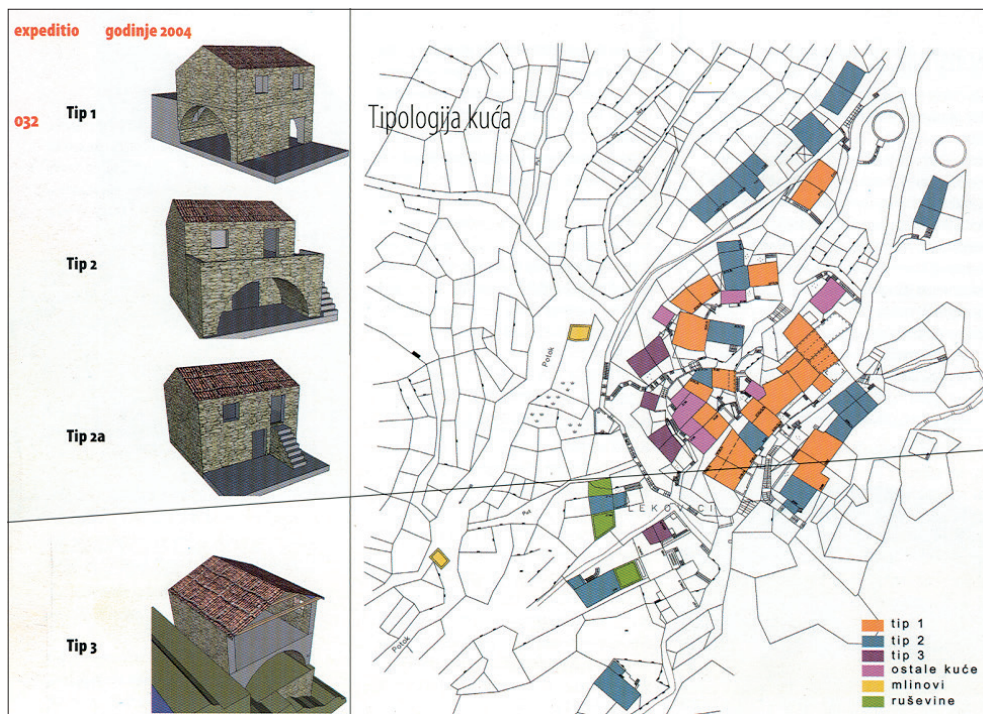 expeditio godinje 2004
032
Tip 1
Tip 2
Tip 2a
Tip 3
Tipologija kuća
Put
Potok
Put
LEKOVIĆI
Potok
tip 1
tip 2
tip 3
ostale kuće
mlinovi
ruševine